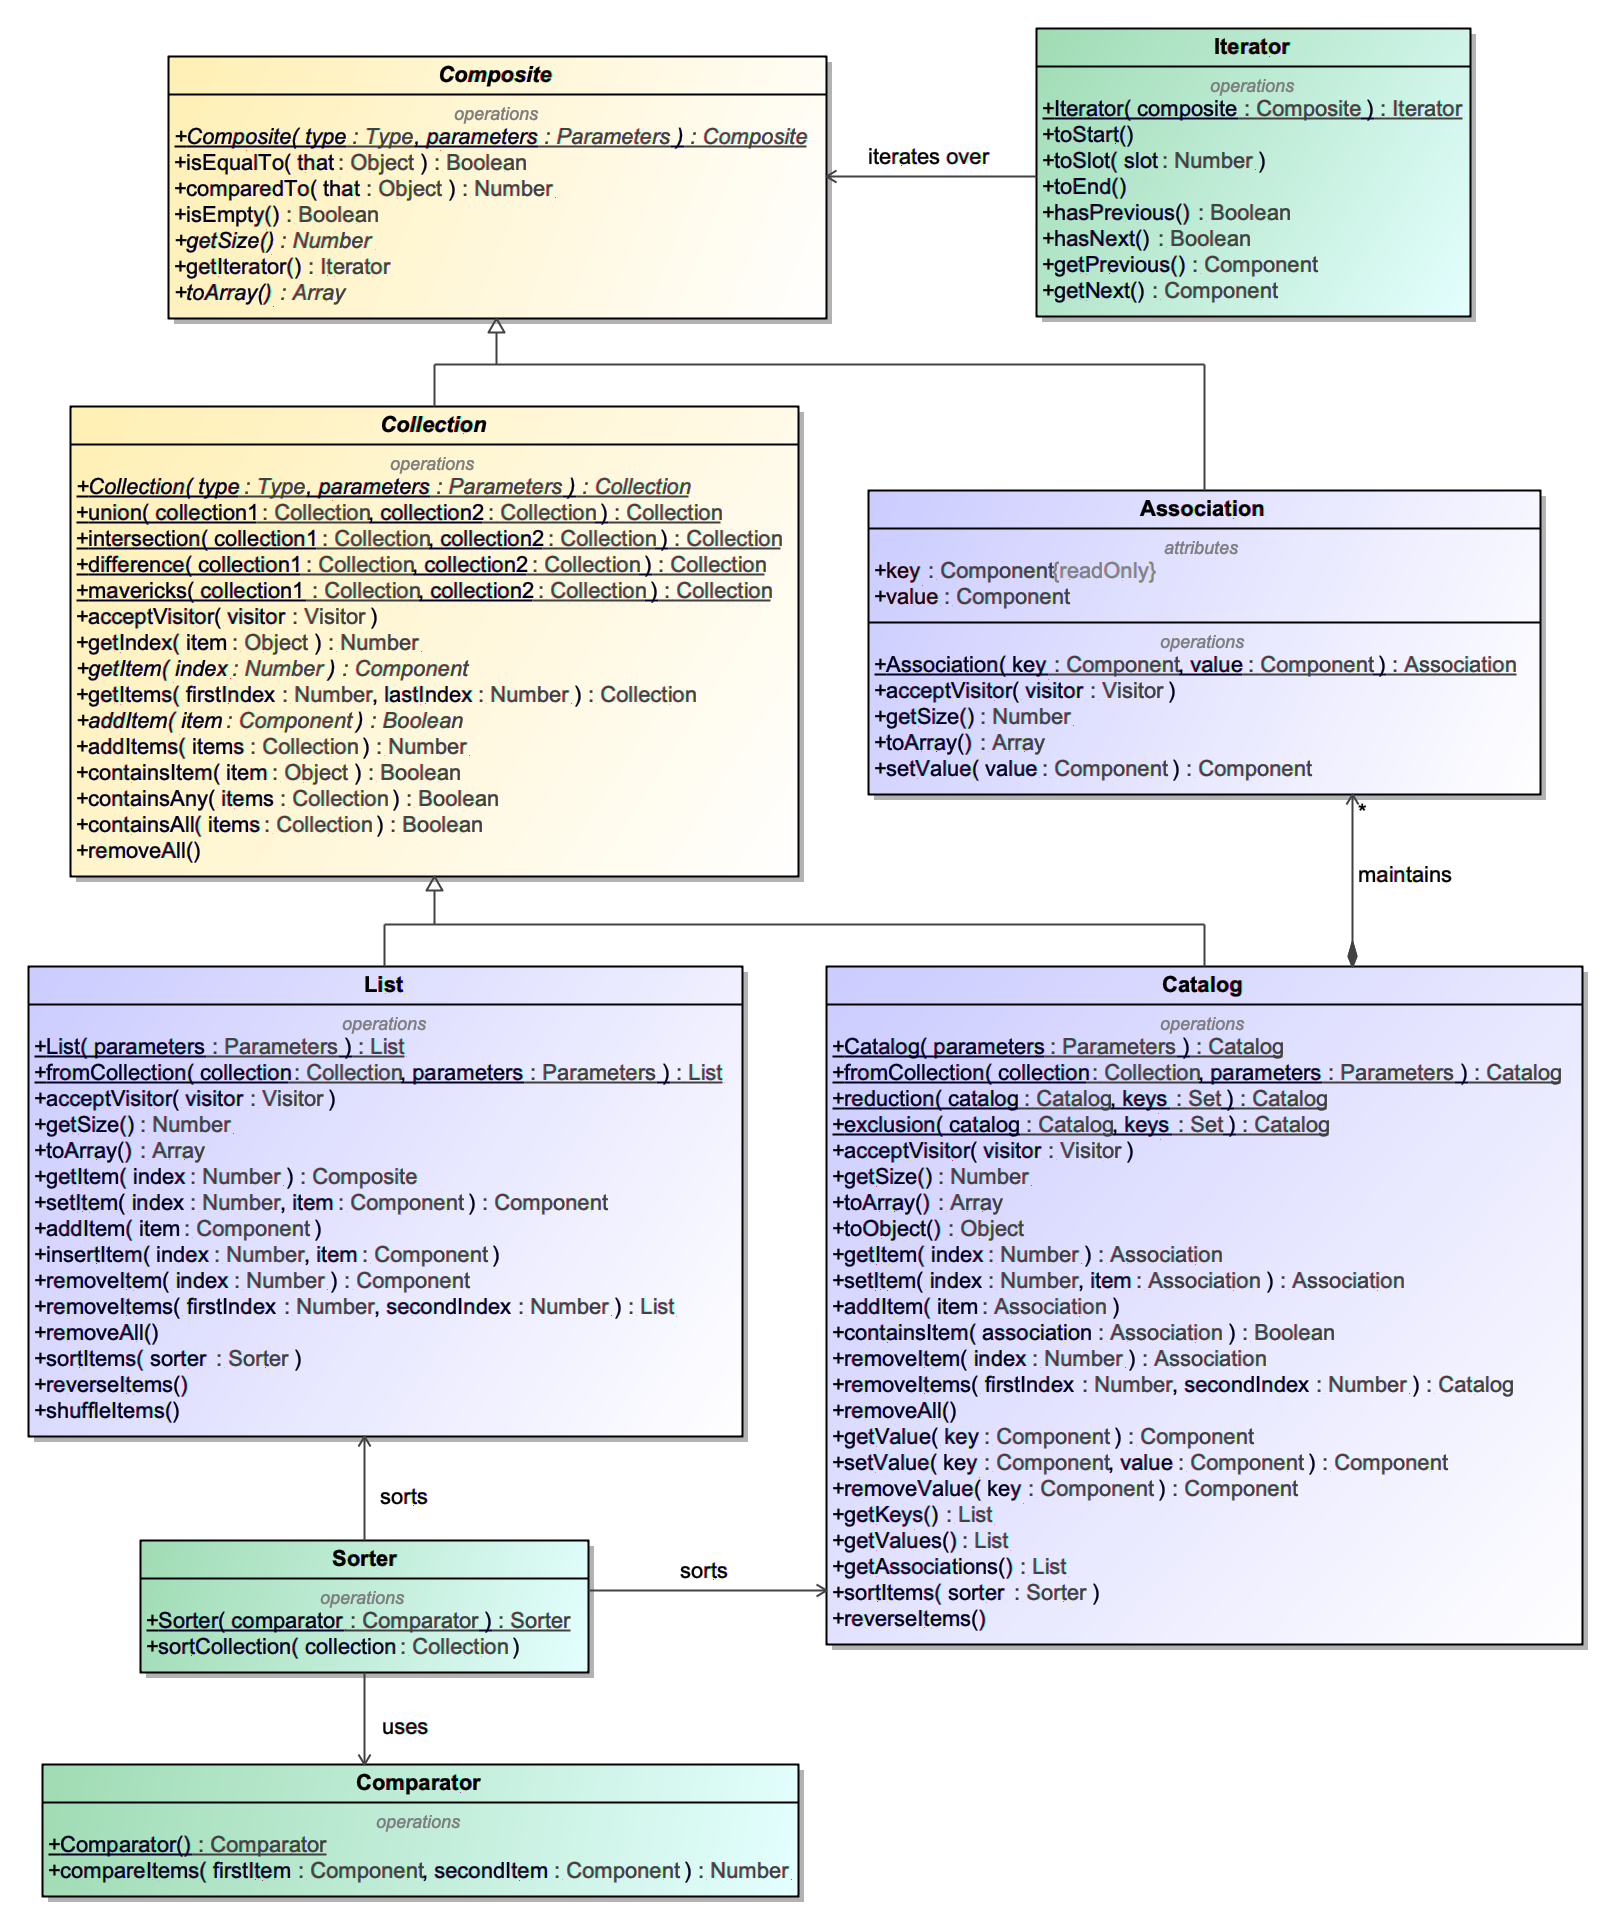 Composite
operations
+Composite( type : Type, parameters : Parameters ) : Composite
+isEqualTo( that : Object ) : Boolean
+comparedTo( that : Object ) : Number
+isEmpty() : Boolean
+getSize() : Number
+getIterator() : Iterator
+toArray() : Array
iterates over
Iterator
operations
+Iterator( composite : Composite ) : Iterator
+toStart()
+toSlot( slot : Number )
+toEnd()
+hasPrevious() : Boolean
+hasNext() : Boolean
+getPrevious() : Component
+getNext() : Component
Collection
operations
+Collection( type : Type, parameters : Parameters ) : Collection
+union( collection1 : Collection, collection2 : Collection ) : Collection
+intersection( collection1 : Collection, collection2 : Collection ) : Collection
+difference( collection1 : Collection, collection2 : Collection ) : Collection
+mavericks( collection1 : Collection, collection2 : Collection ) : Collection
+acceptVisitor( visitor : Visitor )
+getIndex( item : Object ) : Number
+getItem( index : Number ) : Component
+getItems( firstIndex : Number, lastIndex : Number ) : Collection
+addItem( item : Component ) : Boolean
+addItems( items : Collection ) : Number
+containsItem( item : Object ) : Boolean
+containsAny( items : Collection ) : Boolean
+containsAll( items : Collection ) : Boolean
+removeAll()
Association
attributes
+key : Component{readOnly}
+value : Component
operations
+Association( key : Component, value : Component ) : Association
+acceptVisitor( visitor : Visitor )
+getSize() : Number
+toArray() : Array
+setValue( value : Component ) : Component
*
maintains
List
operations
+List( parameters : Parameters ) : List
+fromCollection( collection : Collection, parameters : Parameters ) : List
+acceptVisitor( visitor : Visitor )
+getSize() : Number
+toArray() : Array
+getItem( index : Number ) : Composite
+setItem( index : Number, item : Component ) : Component
+addItem( item : Component )
+insertItem( index : Number, item : Component )
+removeItem( index : Number ) : Component
+removeItems( firstIndex : Number, secondIndex : Number ) : List
+removeAll()
+sortItems( sorter : Sorter )
+reverseItems()
+shuffleItems()
Catalog
operations
+Catalog( parameters : Parameters ) : Catalog
+fromCollection( collection : Collection, parameters : Parameters ) : Catalog
+reduction( catalog : Catalog, keys : Set ) : Catalog
+exclusion( catalog : Catalog, keys : Set ) : Catalog
+acceptVisitor( visitor : Visitor )
+getSize() : Number
+toArray() : Array
+toObject() : Object
+getItem( index : Number ) : Association
+setItem( index : Number, item : Association ) : Association
+addItem( item : Association )
+containsItem( association : Association ) : Boolean
+removeItem( index : Number ) : Association
+removeItems( firstIndex : Number, secondIndex : Number ) : Catalog
+removeAll()
+getValue( key : Component ) : Component
+setValue( key : Component, value : Component ) : Component
+removeValue( key : Component ) : Component
+getKeys() : List
+getValues() : List
+getAssociations() : List
+sortItems( sorter : Sorter )
+reverseItems()
sorts
Sorter
operations
+Sorter( comparator : Comparator ) : Sorter
+sortCollection( collection : Collection )
sorts
uses
Comparator
operations
+Comparator() : Comparator
+compareItems( firstItem : Component, secondItem : Component ) : Number